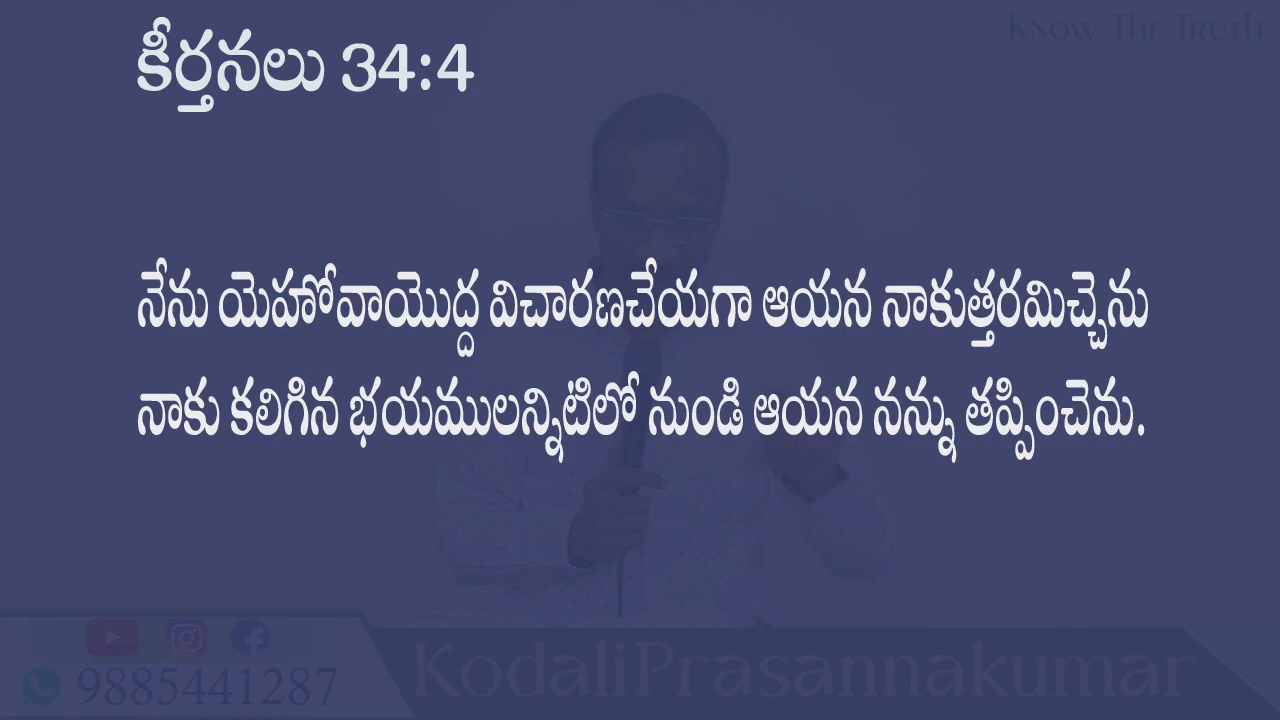 KNOW THE TRUTH
కీర్తనలు 34:4
నేను యెహోవాయొద్ద విచారణచేయగా ఆయన నాకుత్తరమిచ్చెను
నాకు కలిగిన భయములన్నిటిలో నుండి ఆయన నన్ను తప్పించెను.
9885441287
KodaliPrasannakumar